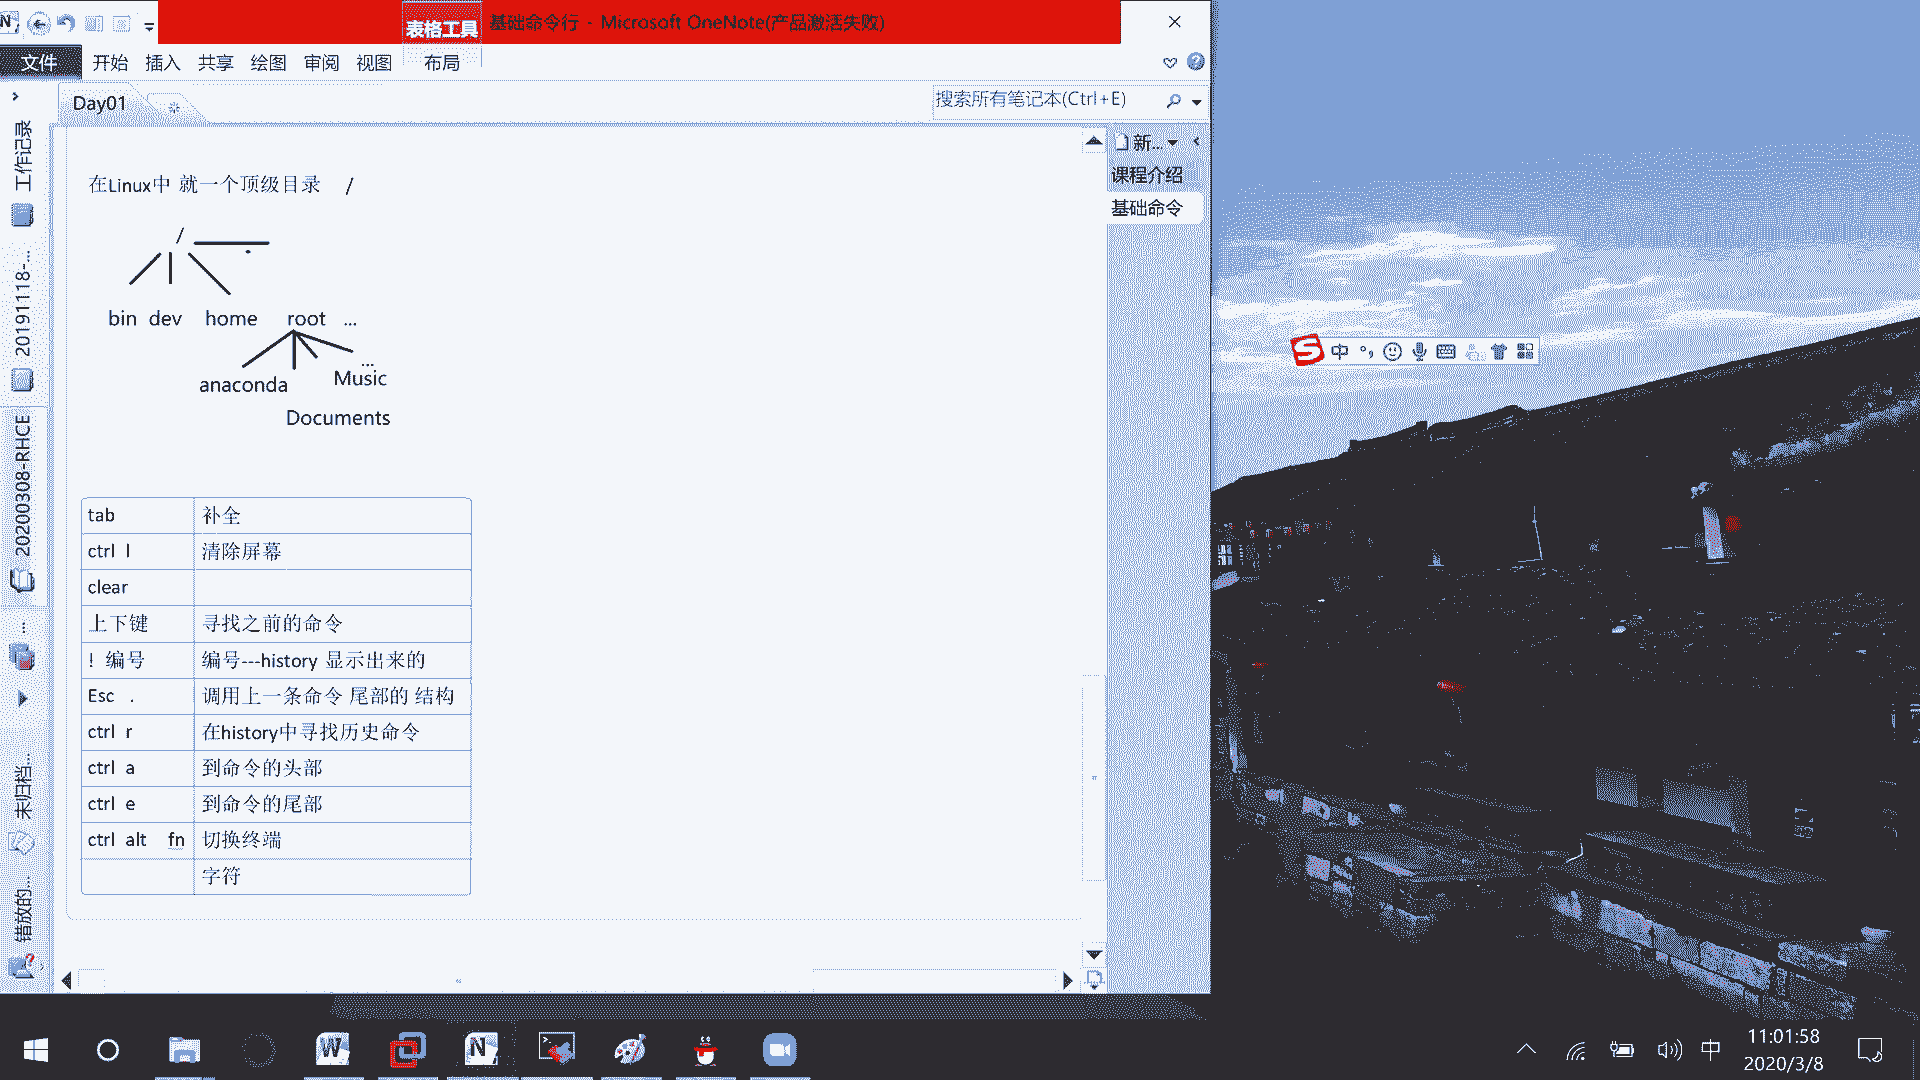 表格工具
基础命令行 - Microsoft OneNote(产品激活失败)
文件 开始 插入 共享 绘图 审阅 视图 布局
Day01
搜索所有笔记本(Ctrl+E)
工作记录
20191118-...
20200308-RHCE
...
未归档...
错放的...
新...
课程介绍
基础命令
在Linux中 就一个顶级目录 /
/
bin dev home root ...
...
anaconda Music
Documents
tab 补全
ctrl l 清除屏幕
clear
上下键 寻找之前的命令
! 编号 编号---history 显示出来的
Esc . 调用上一条命令 尾部的 结构
ctrl r 在history中寻找历史命令
ctrl a 到命令的头部
ctrl e 到命令的尾部
ctrl alt fn 切换终端
字符
中
中
11:01:58
2020/3/8